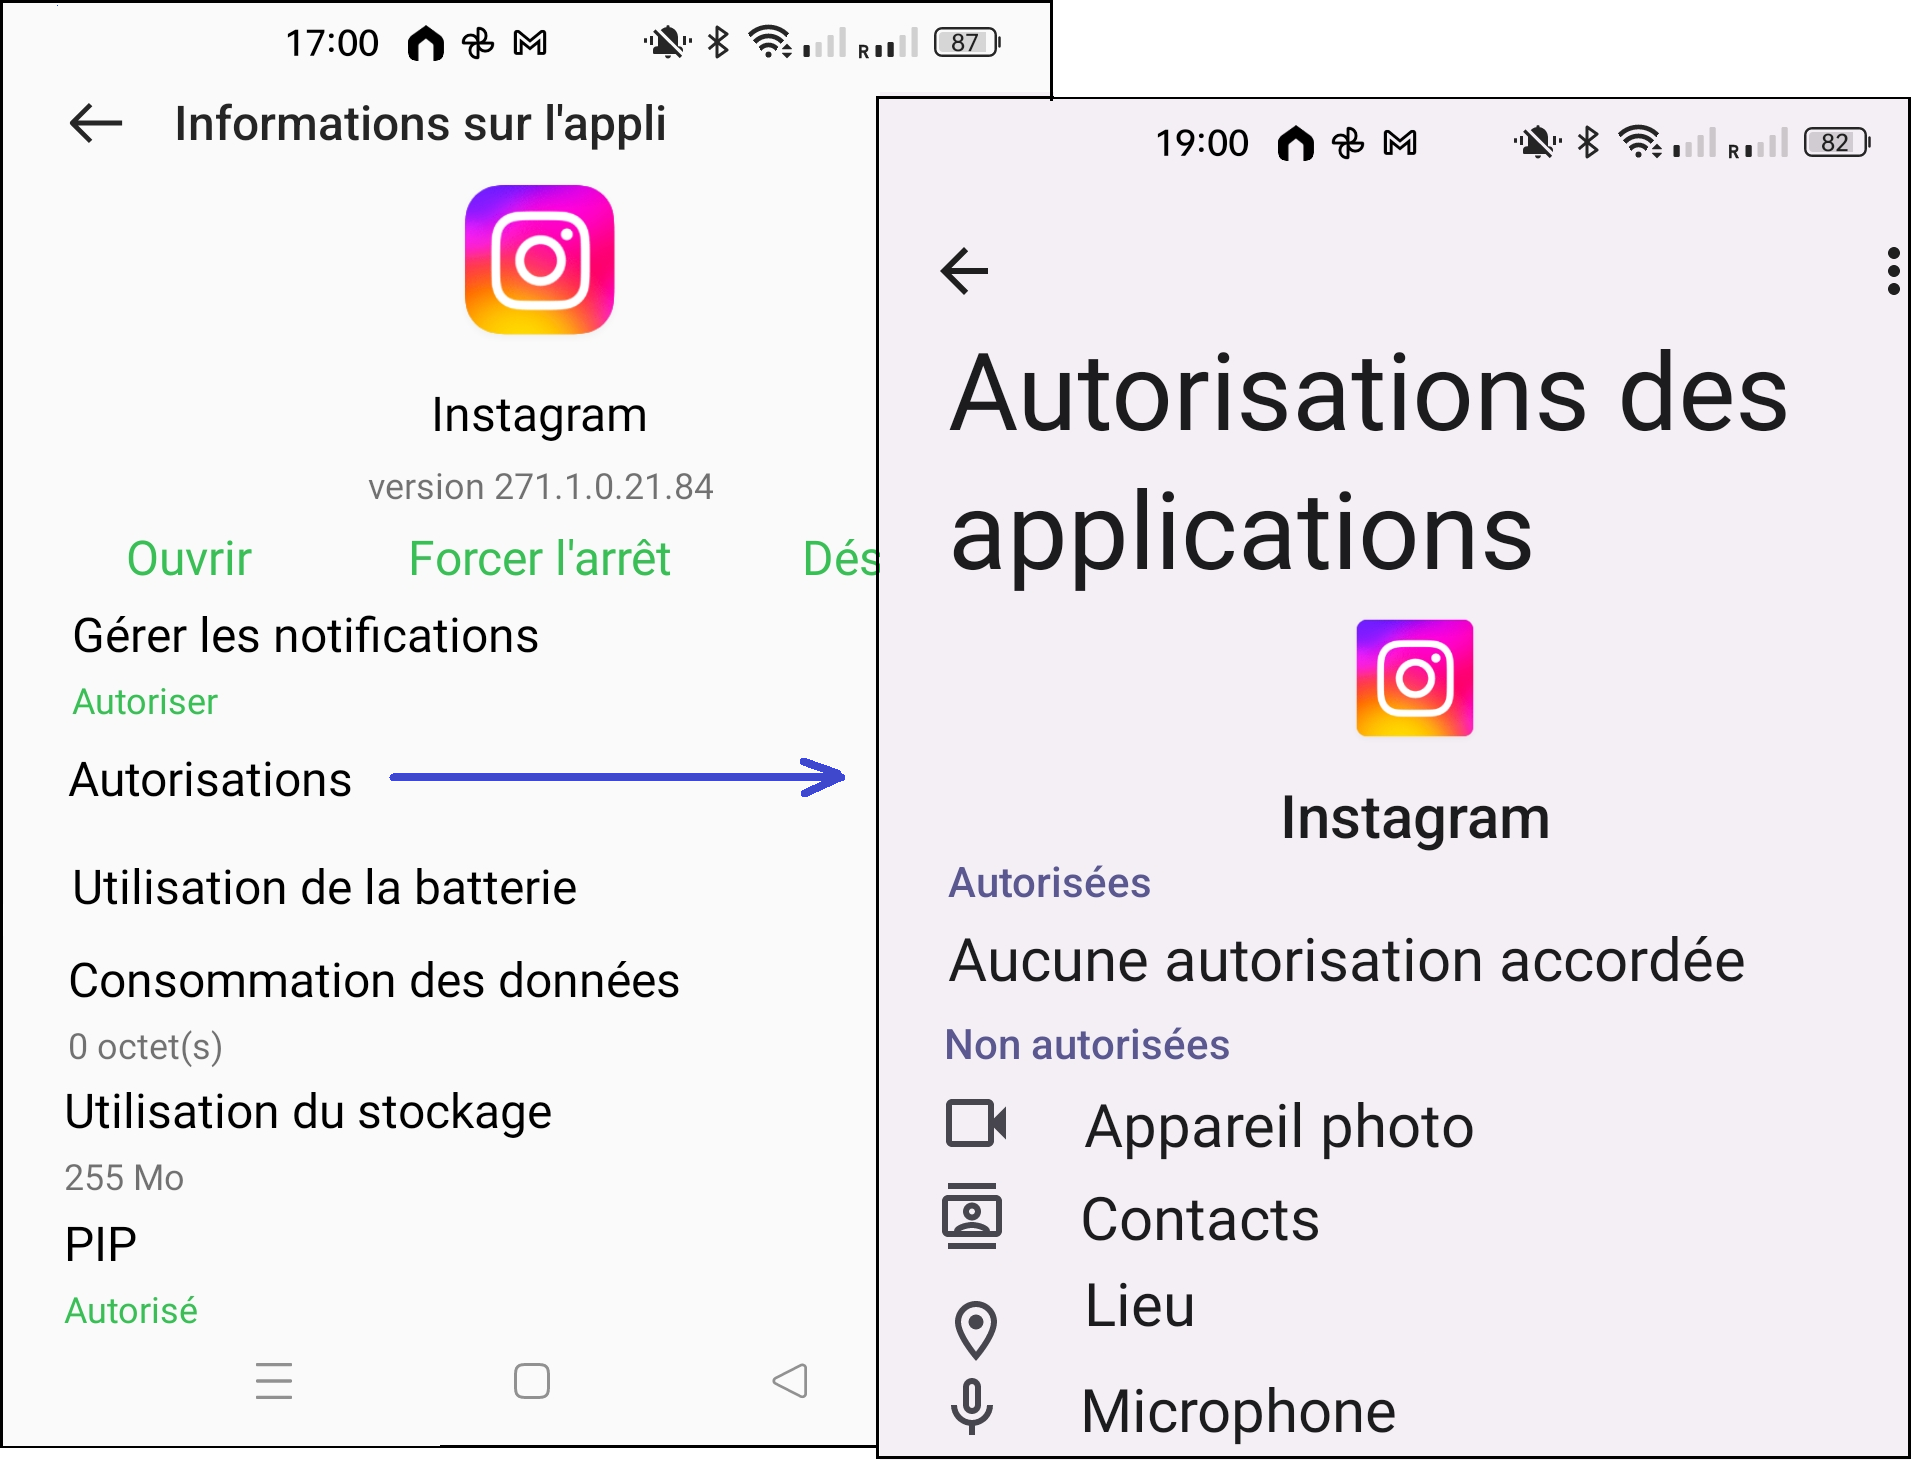 17:00
R
87
Informations sur l'appli
Instagram
version 271.1.0.21.84
Ouvrir
Forcer l'arrêt
Dés
Gérer les notifications
Autoriser
Autorisations
Utilisation de la batterie
Consommation des données
0 octet(s)
Utilisation du stockage
255 Mo
PIP
Autorisé
19:00
R
82
Autorisations des
applications
Instagram
Autorisées
Aucune autorisation accordée
Non autorisées
Appareil photo
Contacts
Lieu
Microphone